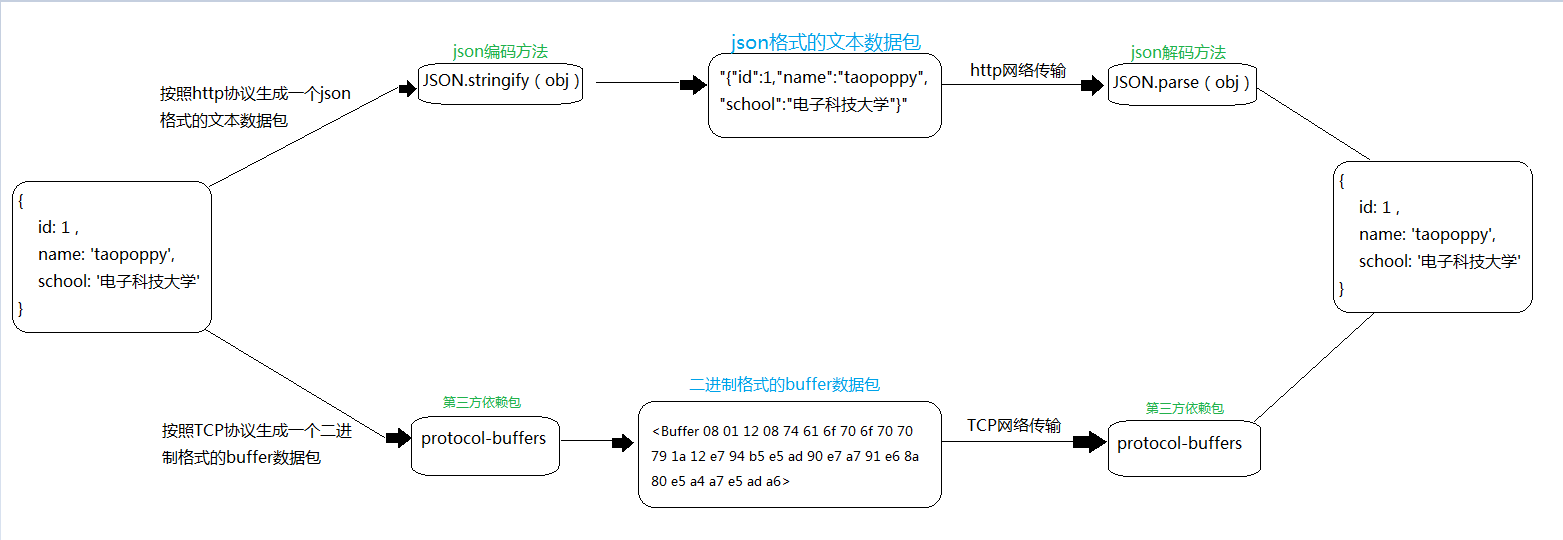 json编码方法
JSON.stringify ( obj )
json格式的文本数据包
"{"id":1,"name":"taopoppy",
"school":"电子科技大学"}"
http网络传输
json解码方法
JSON.parse ( obj )
按照http协议生成一个json
格式的文本数据包
{
id: 1 ,
name: 'taopoppy',
school: '电子科技大学'
}
{
id: 1 ,
name: 'taopoppy',
school: '电子科技大学'
}
按照TCP协议生成一个二进
制格式的buffer数据包
第三方依赖包
protocol-buffers
二进制格式的buffer数据包
<Buffer 08 01 12 08 74 61 6f 70 6f 70 70
79 1a 12 e7 94 b5 e5 ad 90 e7 a7 91 e6 8a
80 e5 a4 a7 e5 ad a6>
TCP网络传输
第三方依赖包
protocol-buffers